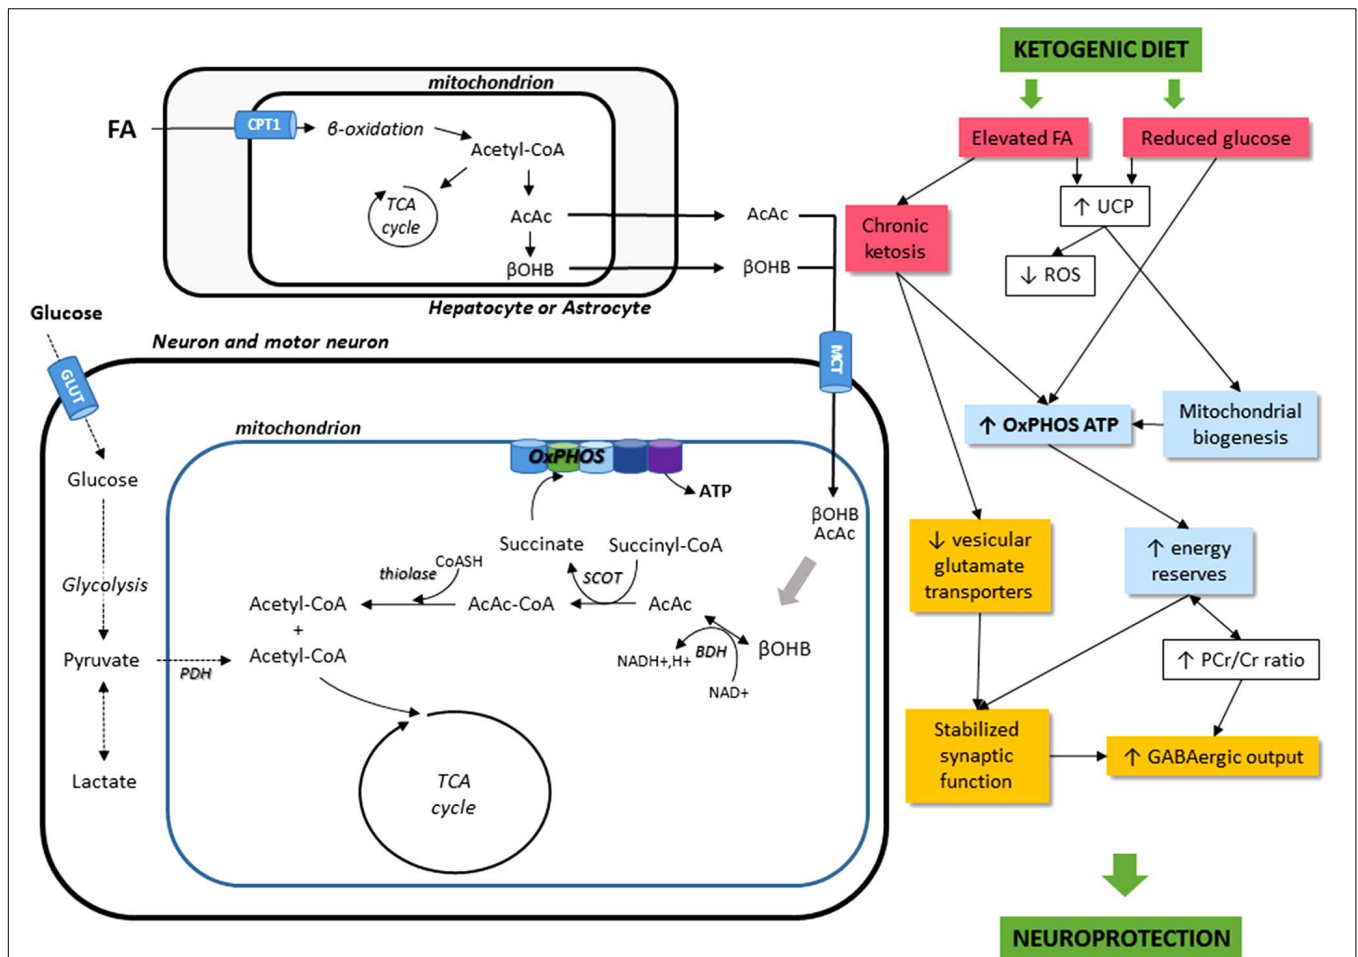 KETOGENIC DIET
mitochondrion
FA
CPT1
β-oxidation
Acetyl-CoA
TCA
cycle
AcAc
βOHB
AcAc
βOHB
Hepatocyte or Astrocyte
Elevated FA
Reduced glucose
↑ UCP
Chronic
ketosis
↓ ROS
Glucose
GLUT
Neuron and motor neuron
MCT
mitochondrion
OxPHOS
ATP
Glucose
βOHB
AcAc
Succinate
Succinyl-CoA
CoASH
thiolase
SCOT
Glycolysis
Acetyl-CoA
AcAc-CoA
AcAc
+
Acetyl-CoA
Pyruvate
PDH
NADH+,H+
BDH
βOHB
NAD+
Lactate
TCA
cycle
↑ OxPHOS ATP
Mitochondrial
biogenesis
↓ vesicular
glutamate
transporters
↑ energy
reserves
↑ PCr/Cr ratio
Stabilized
synaptic
function
↑ GABAergic output
NEUROPROTECTION